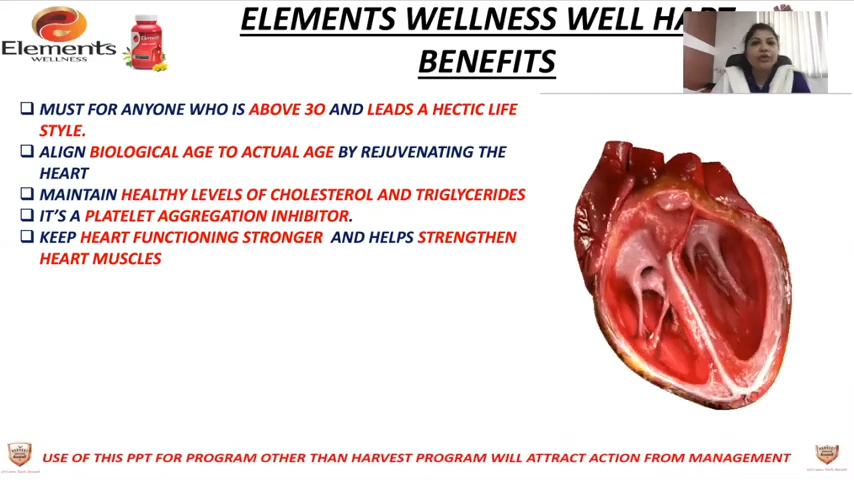 ELEMENTS WELLNESS WELL HART
BENEFITS
Elements
WELLNESS
MUST FOR ANYONE WHO IS ABOVE 3O AND LEADS A HECTIC LIFE
STYLE.
ALIGN BIOLOGICAL AGE TO ACTUAL AGE BY REJUVENATING THE
HEART
MAINTAIN HEALTHY LEVELS OF CHOLESTEROL AND TRIGLYCERIDES
IT'S A PLATELET AGGREGATION INHIBITOR.
KEEP HEART FUNCTIONING STRONGER AND HELPS STRENGTHEN
HEART MUSCLES
USE OF THIS PPT FOR PROGRAM OTHER THAN HARVEST PROGRAM WILL ATTRACT ACTION FROM MANAGEMENT